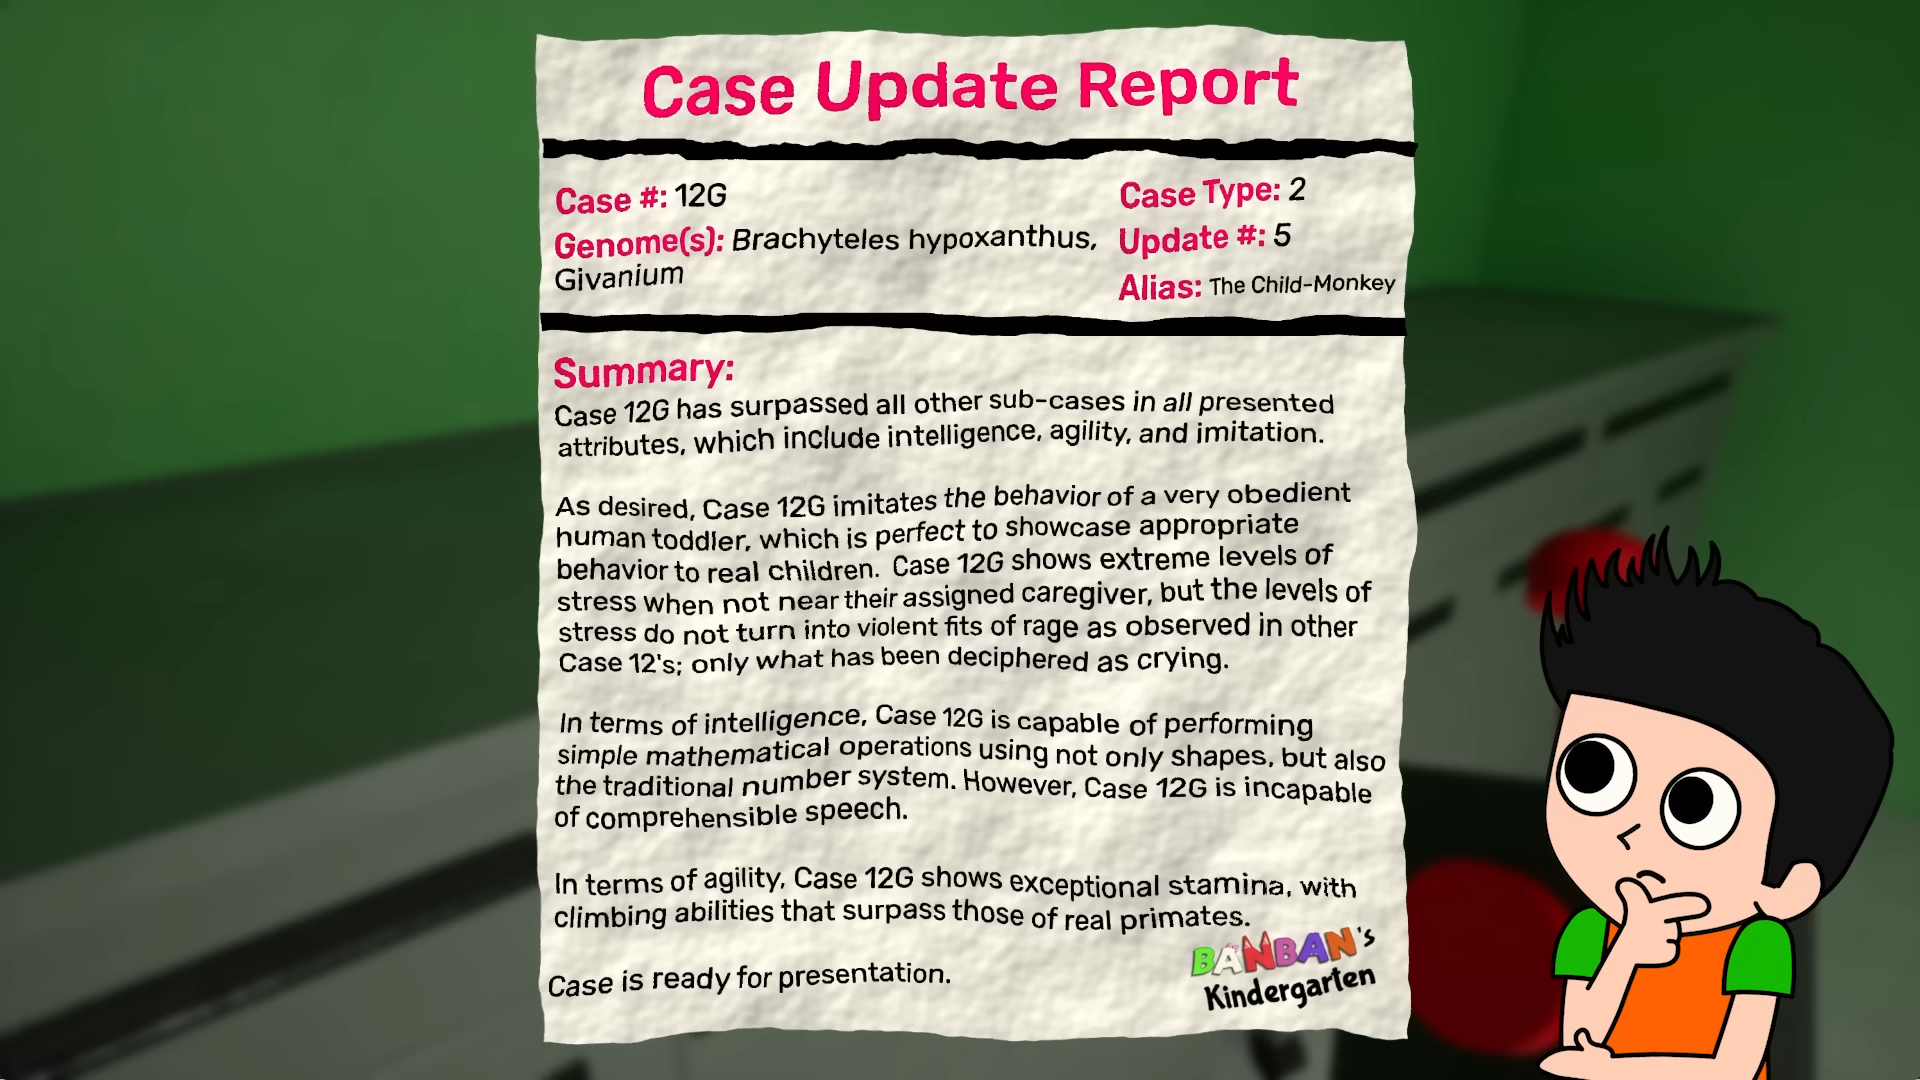 Case Update Report
Case #: 12G
Case Type: 2
Genome(s): Brachyteles hypoxanthus,
Givanium
Update #: 5
Alias: The Child-Monkey
Summary:
Case 12G has surpassed all other sub-cases in all presented
attributes, which include intelligence, agility, and imitation.
As desired, Case 12G imitates the behavior of a very obedient
human toddler, which is perfect to showcase appropriate
behavior to real children. Case 12G shows extreme levels of
stress when not near their assigned caregiver, but the levels of
stress do not turn into violent fits of rage as observed in other
Case 12's; only what has been deciphered as crying.
In terms of intelligence, Case 12G is capable of performing
simple mathematical operations using not only shapes, but also
the traditional number system. However, Case 12G is incapable
of comprehensible speech.
In terms of agility, Case 12G shows exceptional stamina, with
climbing abilities that surpass those of real primates.
Case is ready for presentation.
BANBAN's
Kindergarten